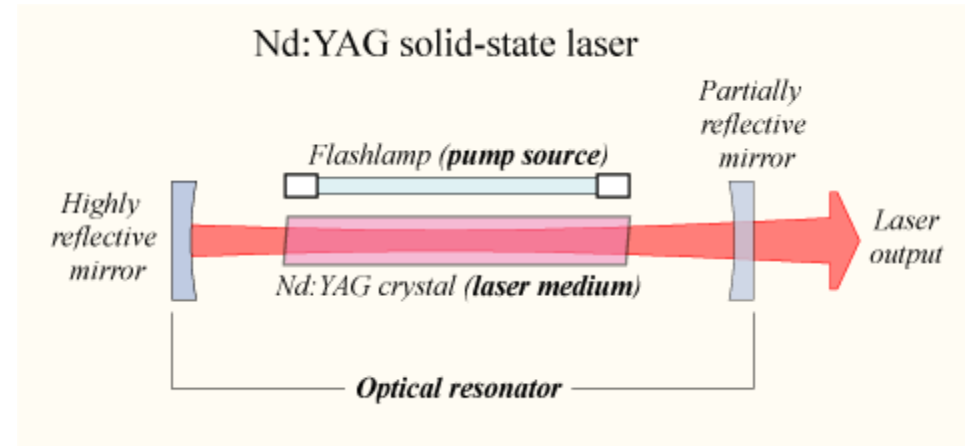 Nd:YAG solid-state laser
Partially
reflective
mirror
Flashlamp (pump source)
Highly
reflective
mirror
Laser
output
Nd:YAG crystal (laser medium)
Optical resonator